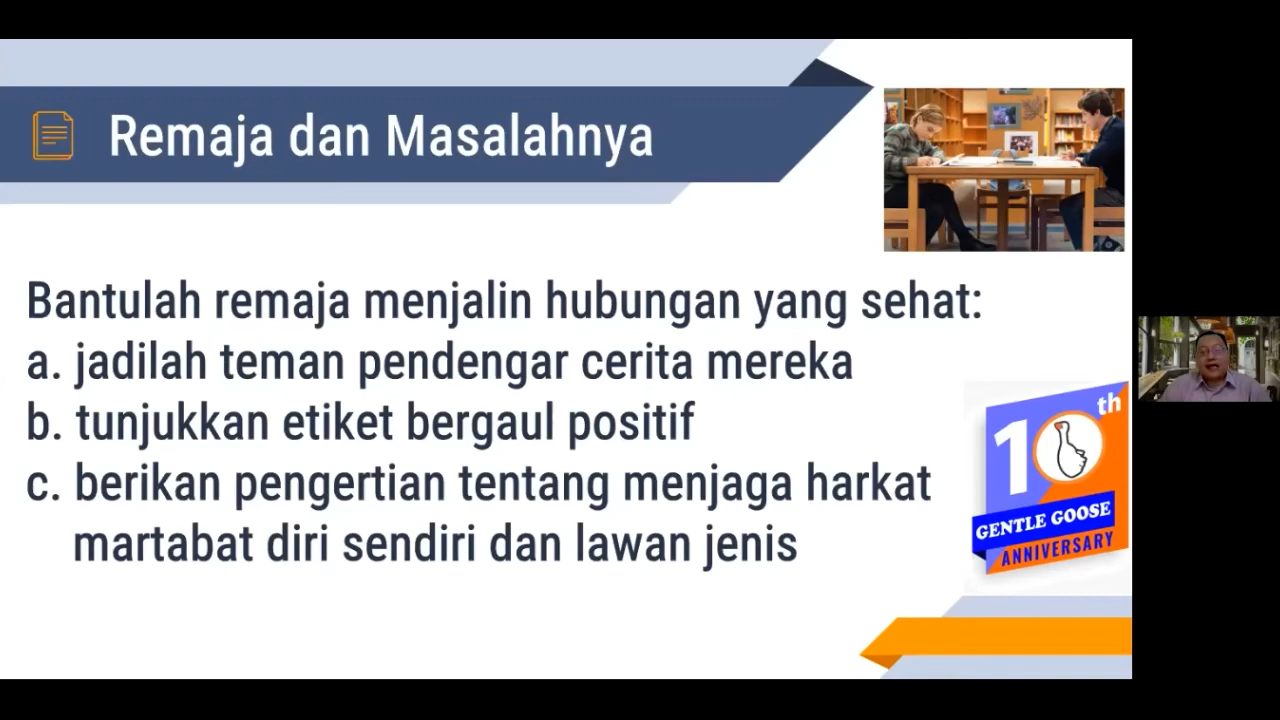 Remaja dan Masalahnya
Bantulah remaja menjalin hubungan yang sehat:
a. jadilah teman pendengar cerita mereka
b. tunjukkan etiket bergaul positif
c. berikan pengertian tentang menjaga harkat
martabat diri sendiri dan lawan jenis
10th
GENTLE GOOSE
ANNIVERSARY